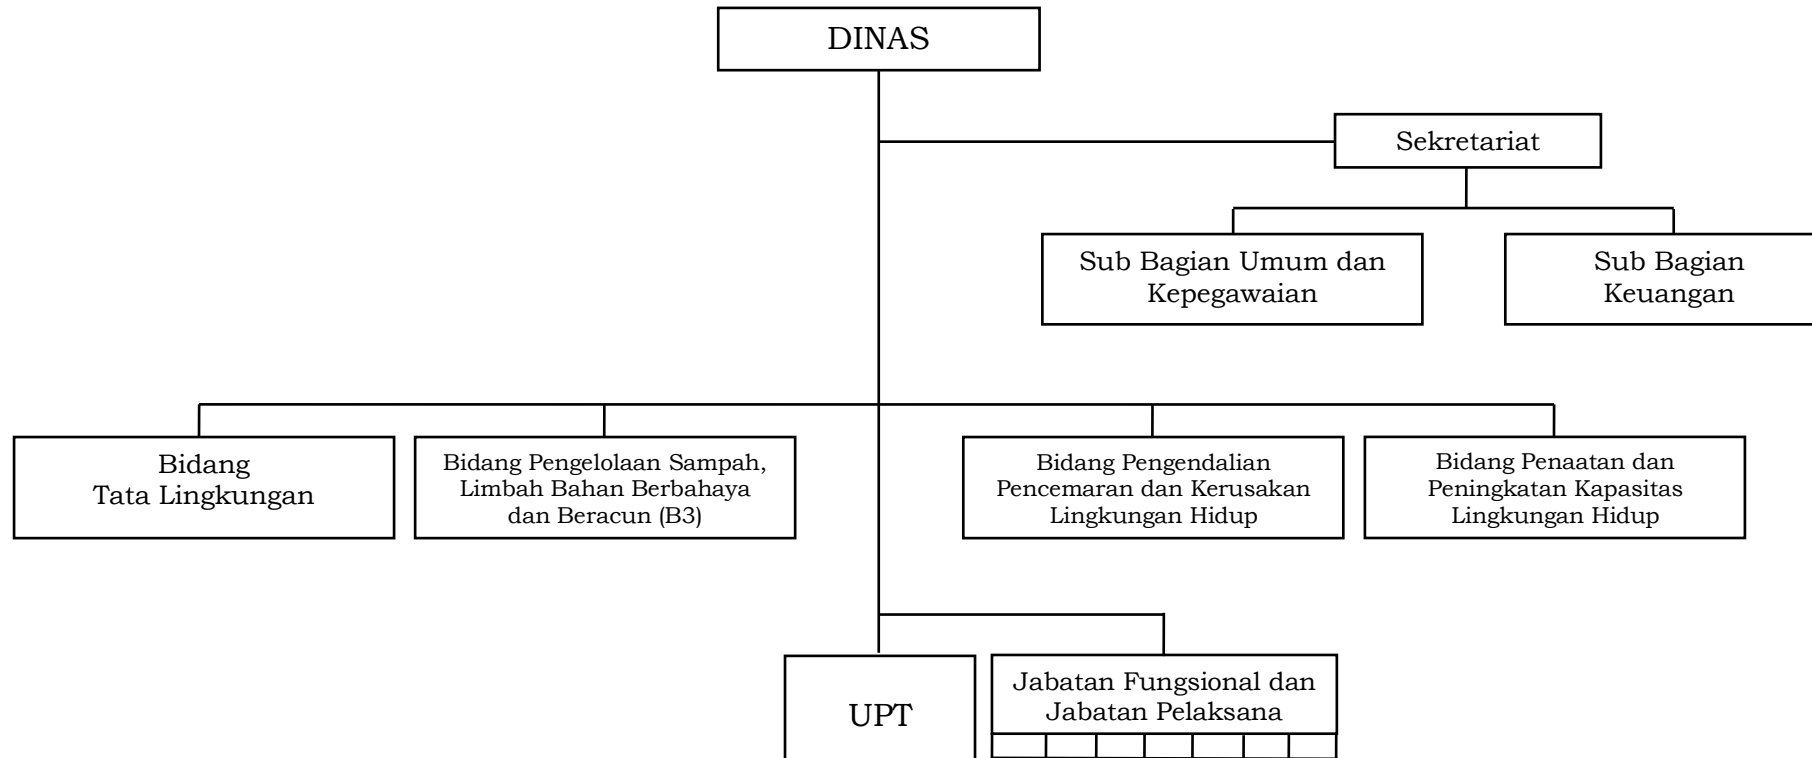 DINAS
Sekretariat
Sub Bagian Umum dan
Kepegawaian
Sub Bagian
Keuangan
Bidang
Tata Lingkungan
Bidang Pengelolaan Sampah,
Limbah Bahan Berbahaya
dan Beracun (B3)
Bidang Pengendalian
Pencemaran dan Kerusakan
Lingkungan Hidup
Bidang Penaatan dan
Peningkatan Kapasitas
Lingkungan Hidup
UPT
Jabatan Fungsional dan
Jabatan Pelaksana